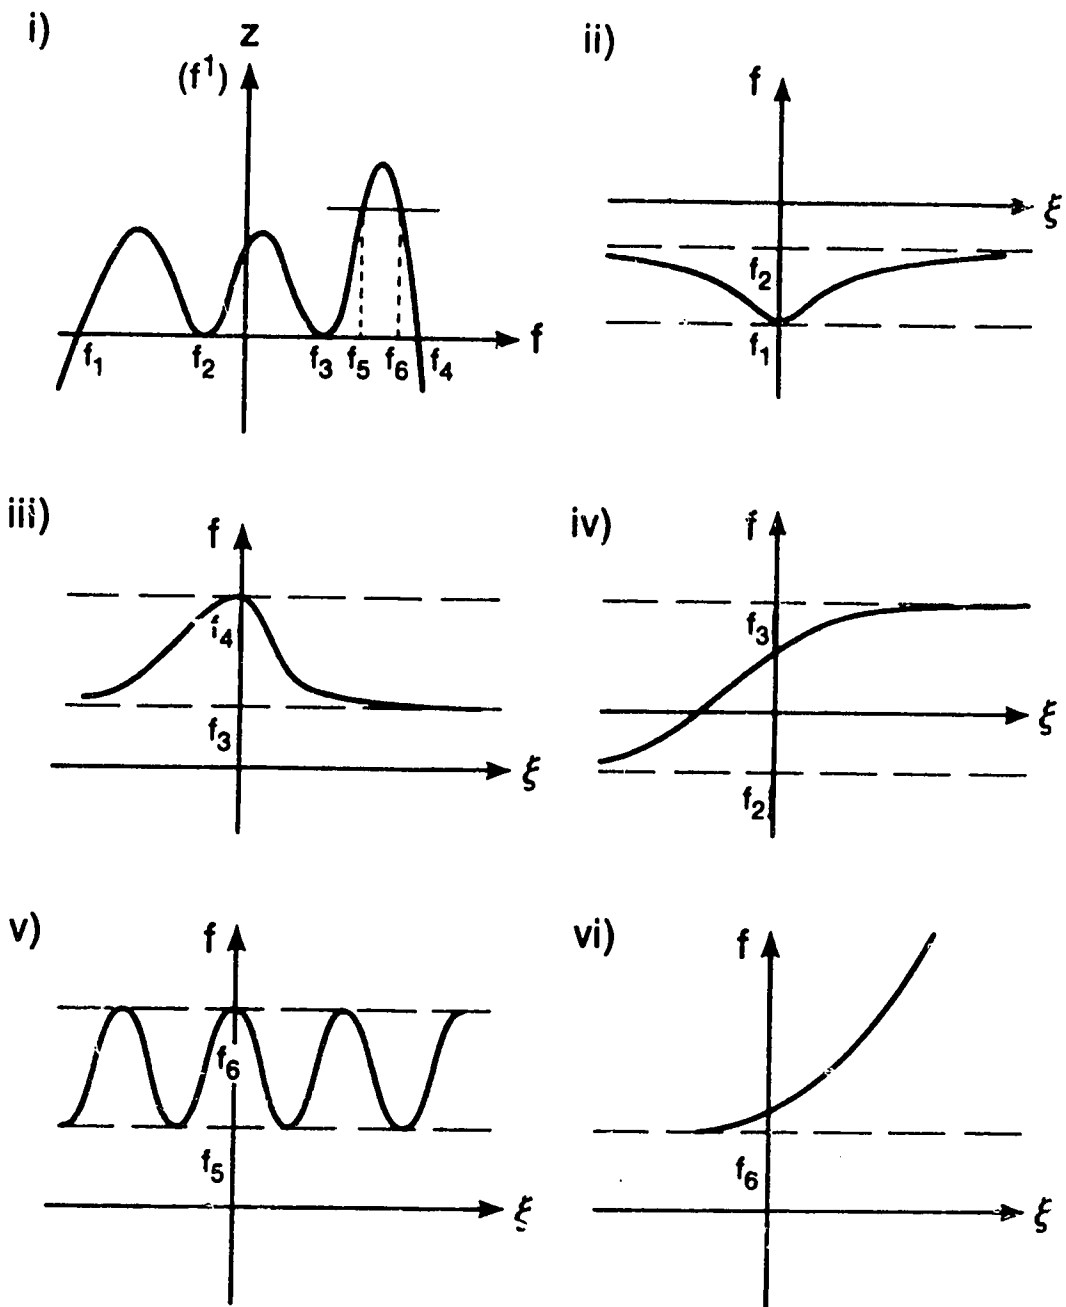 i)
z
(f¹)
f
f₁ f₂ f₃ f₅ f₆ f₄
ii)
f
ξ
f₂
f₁
iii)
f
f₄
f₃
ξ
iv)
f
f₃
ξ
f₂
v)
f
f₆
f₅
ξ
vi)
f
f₆
ξ